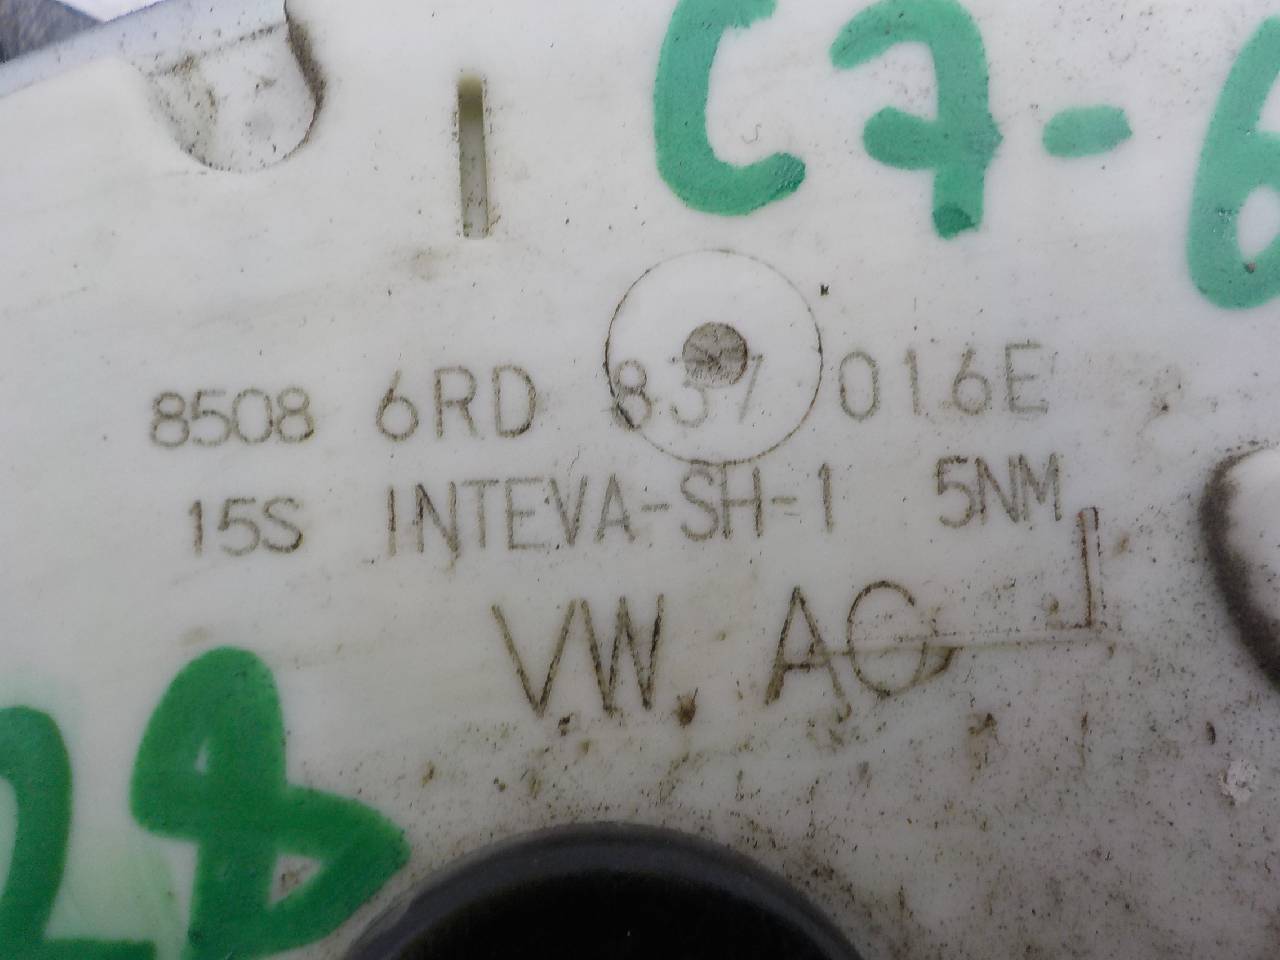 C7-6
8508 6RD 837 016E
15S INTEVA-SH-1 5NM
VW. AG
28